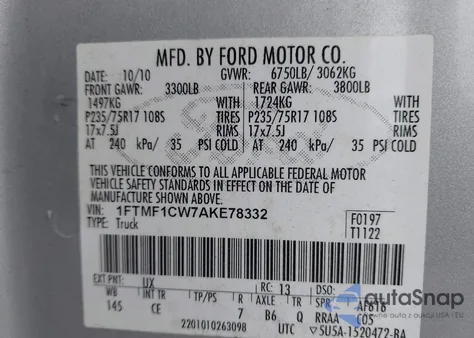 MFD. BY FORD MOTOR CO.
DATE: 10/10 GVWR: 6750LB/ 3062KG
FRONT GAWR: 3300LB REAR GAWR: 3800LB
1497KG WITH 1724KG WITH
P235/75R17 108S TIRES P235/75R17 108S TIRES
17x7.5J RIMS 17x7.5J RIMS
AT 240 kPa/ 35 PSI COLD AT 240 kPa/ 35 PSI COLD
THIS VEHICLE CONFORMS TO ALL APPLICABLE FEDERAL MOTOR
VEHICLE SAFETY STANDARDS IN EFFECT ON THE DATE OF
MANUFACTURE SHOWN ABOVE.
VIN: 1FTMF1CW7AKE78332 F0197
TYPE: Truck T1122
EXT PNT: UX RC: 13 DSO:
WB INT TR TP/PS R AXLE TR SPR AF6T6
145 CE 7 B6 Q RRAA C05
2201010263098 UTC 5U5A-1520472-BA
autoSnap